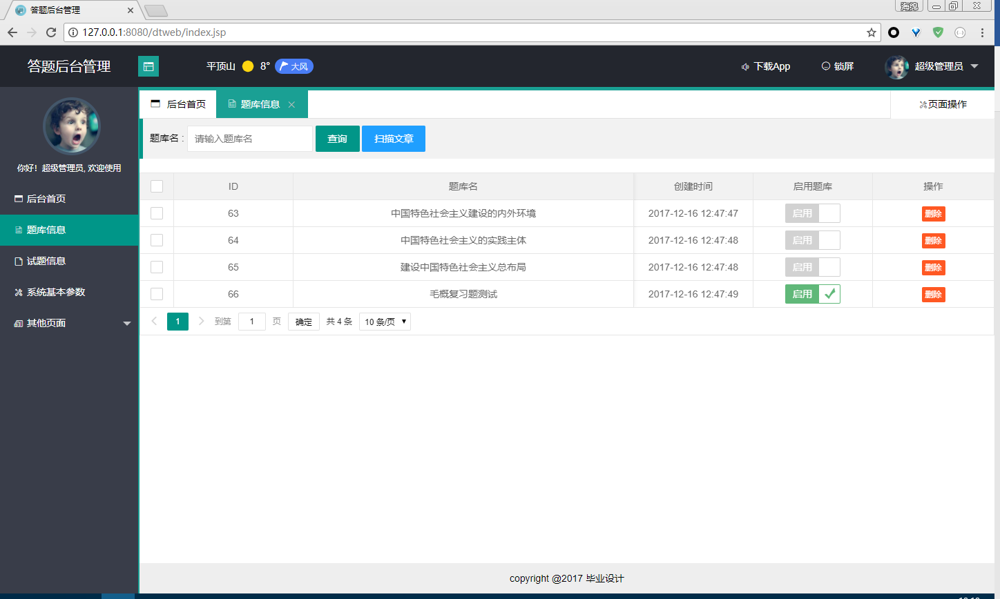 答题后台管理
海绵
127.0.0.1:8080/dtweb/index.jsp
答题后台管理
平顶山 8° 大风
下载App
锁屏
超级管理员
后台首页
题库信息
页面操作
你好！超级管理员, 欢迎使用
后台首页
题库信息
试题信息
系统基本参数
其他页面
题库名 : 请输入题库名 查询 扫描文章
ID 题库名 创建时间 启用题库 操作
63 中国特色社会主义建设的内外环境 2017-12-16 12:47:47 启用 删除
64 中国特色社会主义的实践主体 2017-12-16 12:47:48 启用 删除
65 建设中国特色社会主义总布局 2017-12-16 12:47:48 启用 删除
66 毛概复习题测试 2017-12-16 12:47:49 启用 删除
1 到第 1 页 确定 共 4 条 10 条/页
copyright @2017 毕业设计